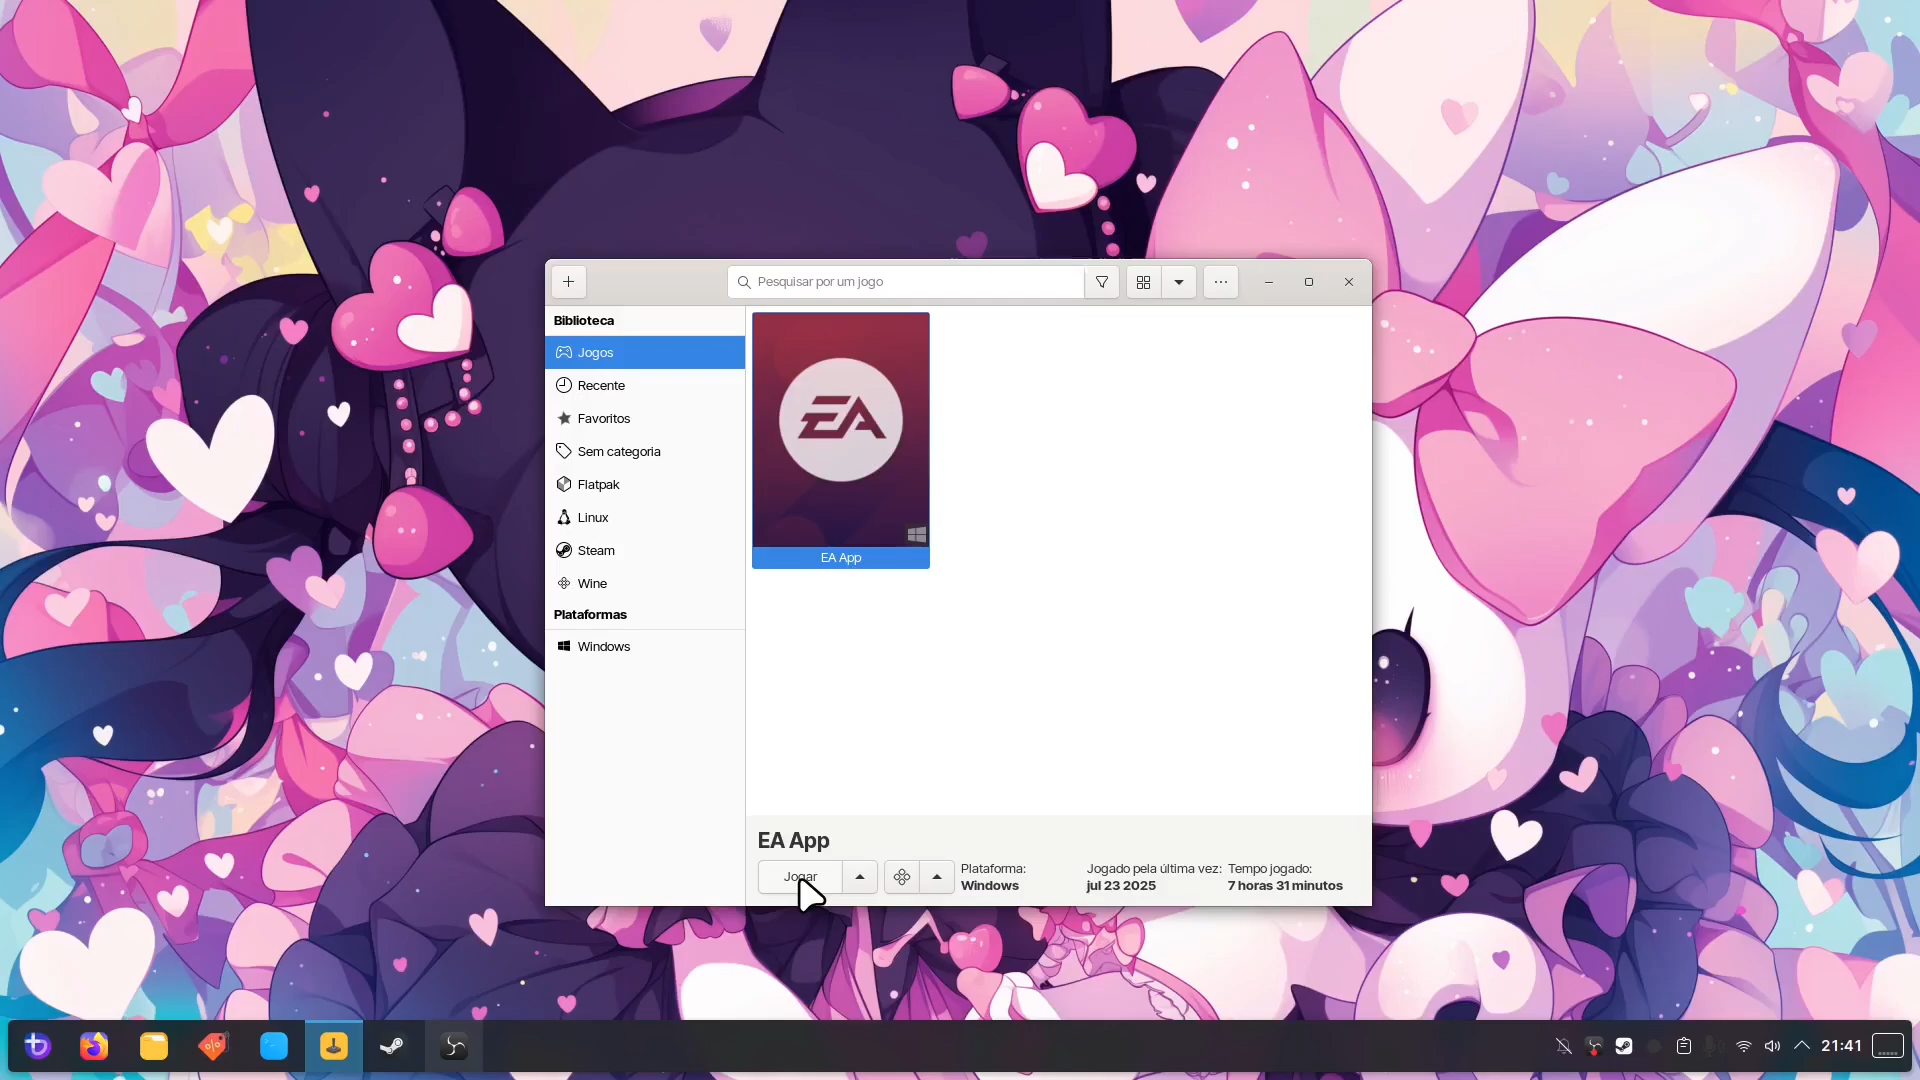 Pesquisar por um jogo
Biblioteca
Jogos
Recente
Favoritos
Sem categoria
Flatpak
Linux
Steam
Wine
Plataformas
Windows
EA
EA App
EA App
Jogar
Plataforma:
Windows
Jogado pela última vez:
jul 23 2025
Tempo jogado:
7 horas 31 minutos
21:41